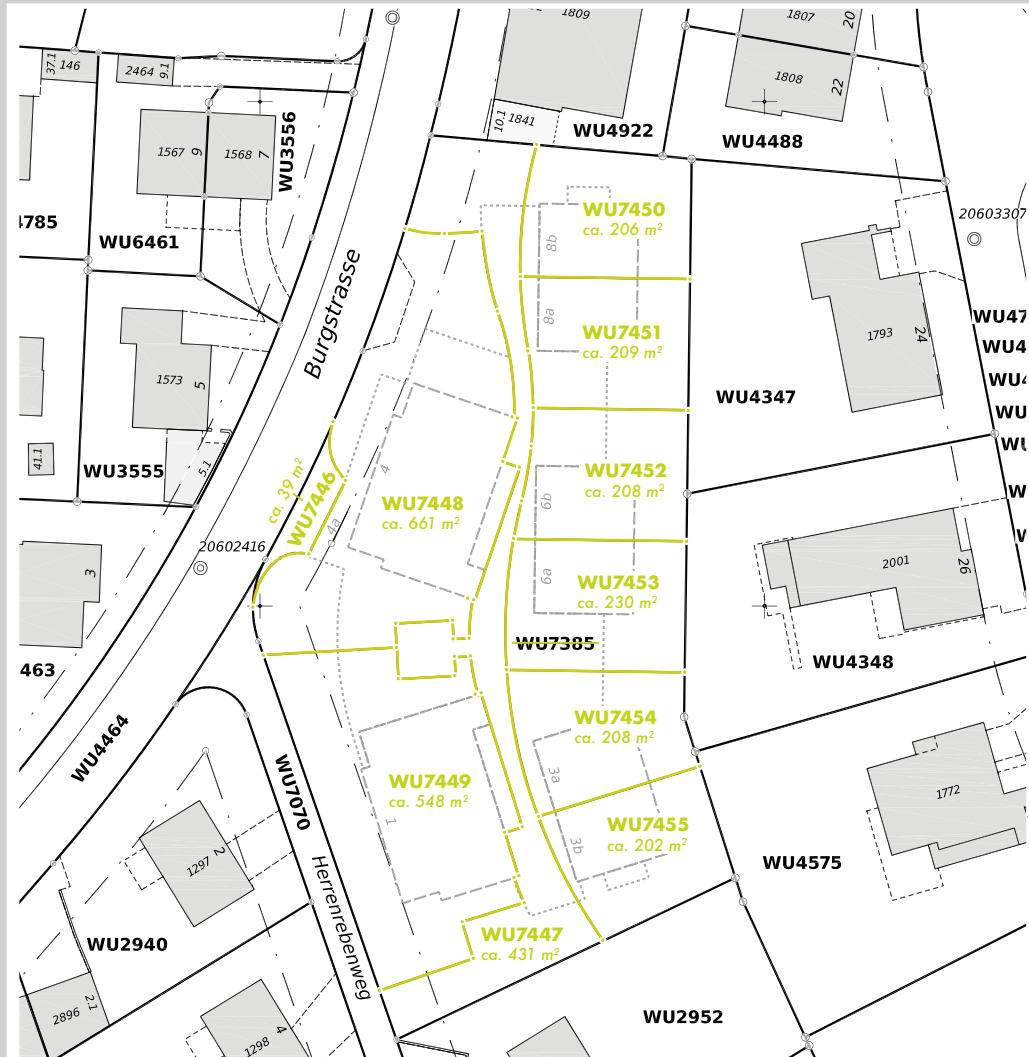 1809
1807
20
146
37.1
2464
9.1
1808
22
10.1
1841
WU4922
WU4488
1567
9
1568
7
WU3556
WU7450
ca. 206 m²
8b
20603307
WU6461
Burgstrasse
8a
WU7451
ca. 209 m²
1793
24
1573
5
WU4347
41.1
WU3555
5.1
ca. 39 m²
WU7446
4
4a
WU7448
ca. 661 m²
WU7452
ca. 208 m²
6b
20602416
3
6a
WU7453
ca. 230 m²
2001
26
WU7385
WU4348
WU4464
WU7454
ca. 208 m²
WU7070
3a
WU7449
ca. 548 m²
1
1772
WU7455
ca. 202 m²
3b
1297
2
WU4575
Herrenrebenweg
WU2940
WU7447
ca. 431 m²
2896
2.1
WU2952
1298
4